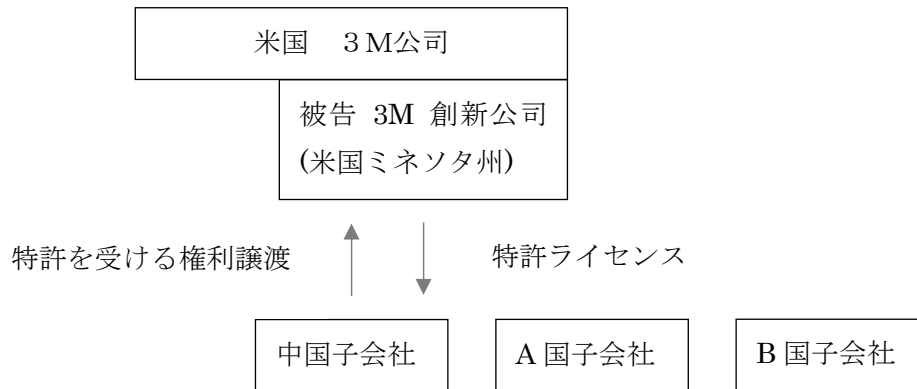 米国　３Ｍ公司
被告 3M 創新公司
(米国ミネソタ州)
特許を受ける権利譲渡
特許ライセンス
中国子会社
A 国子会社
B 国子会社